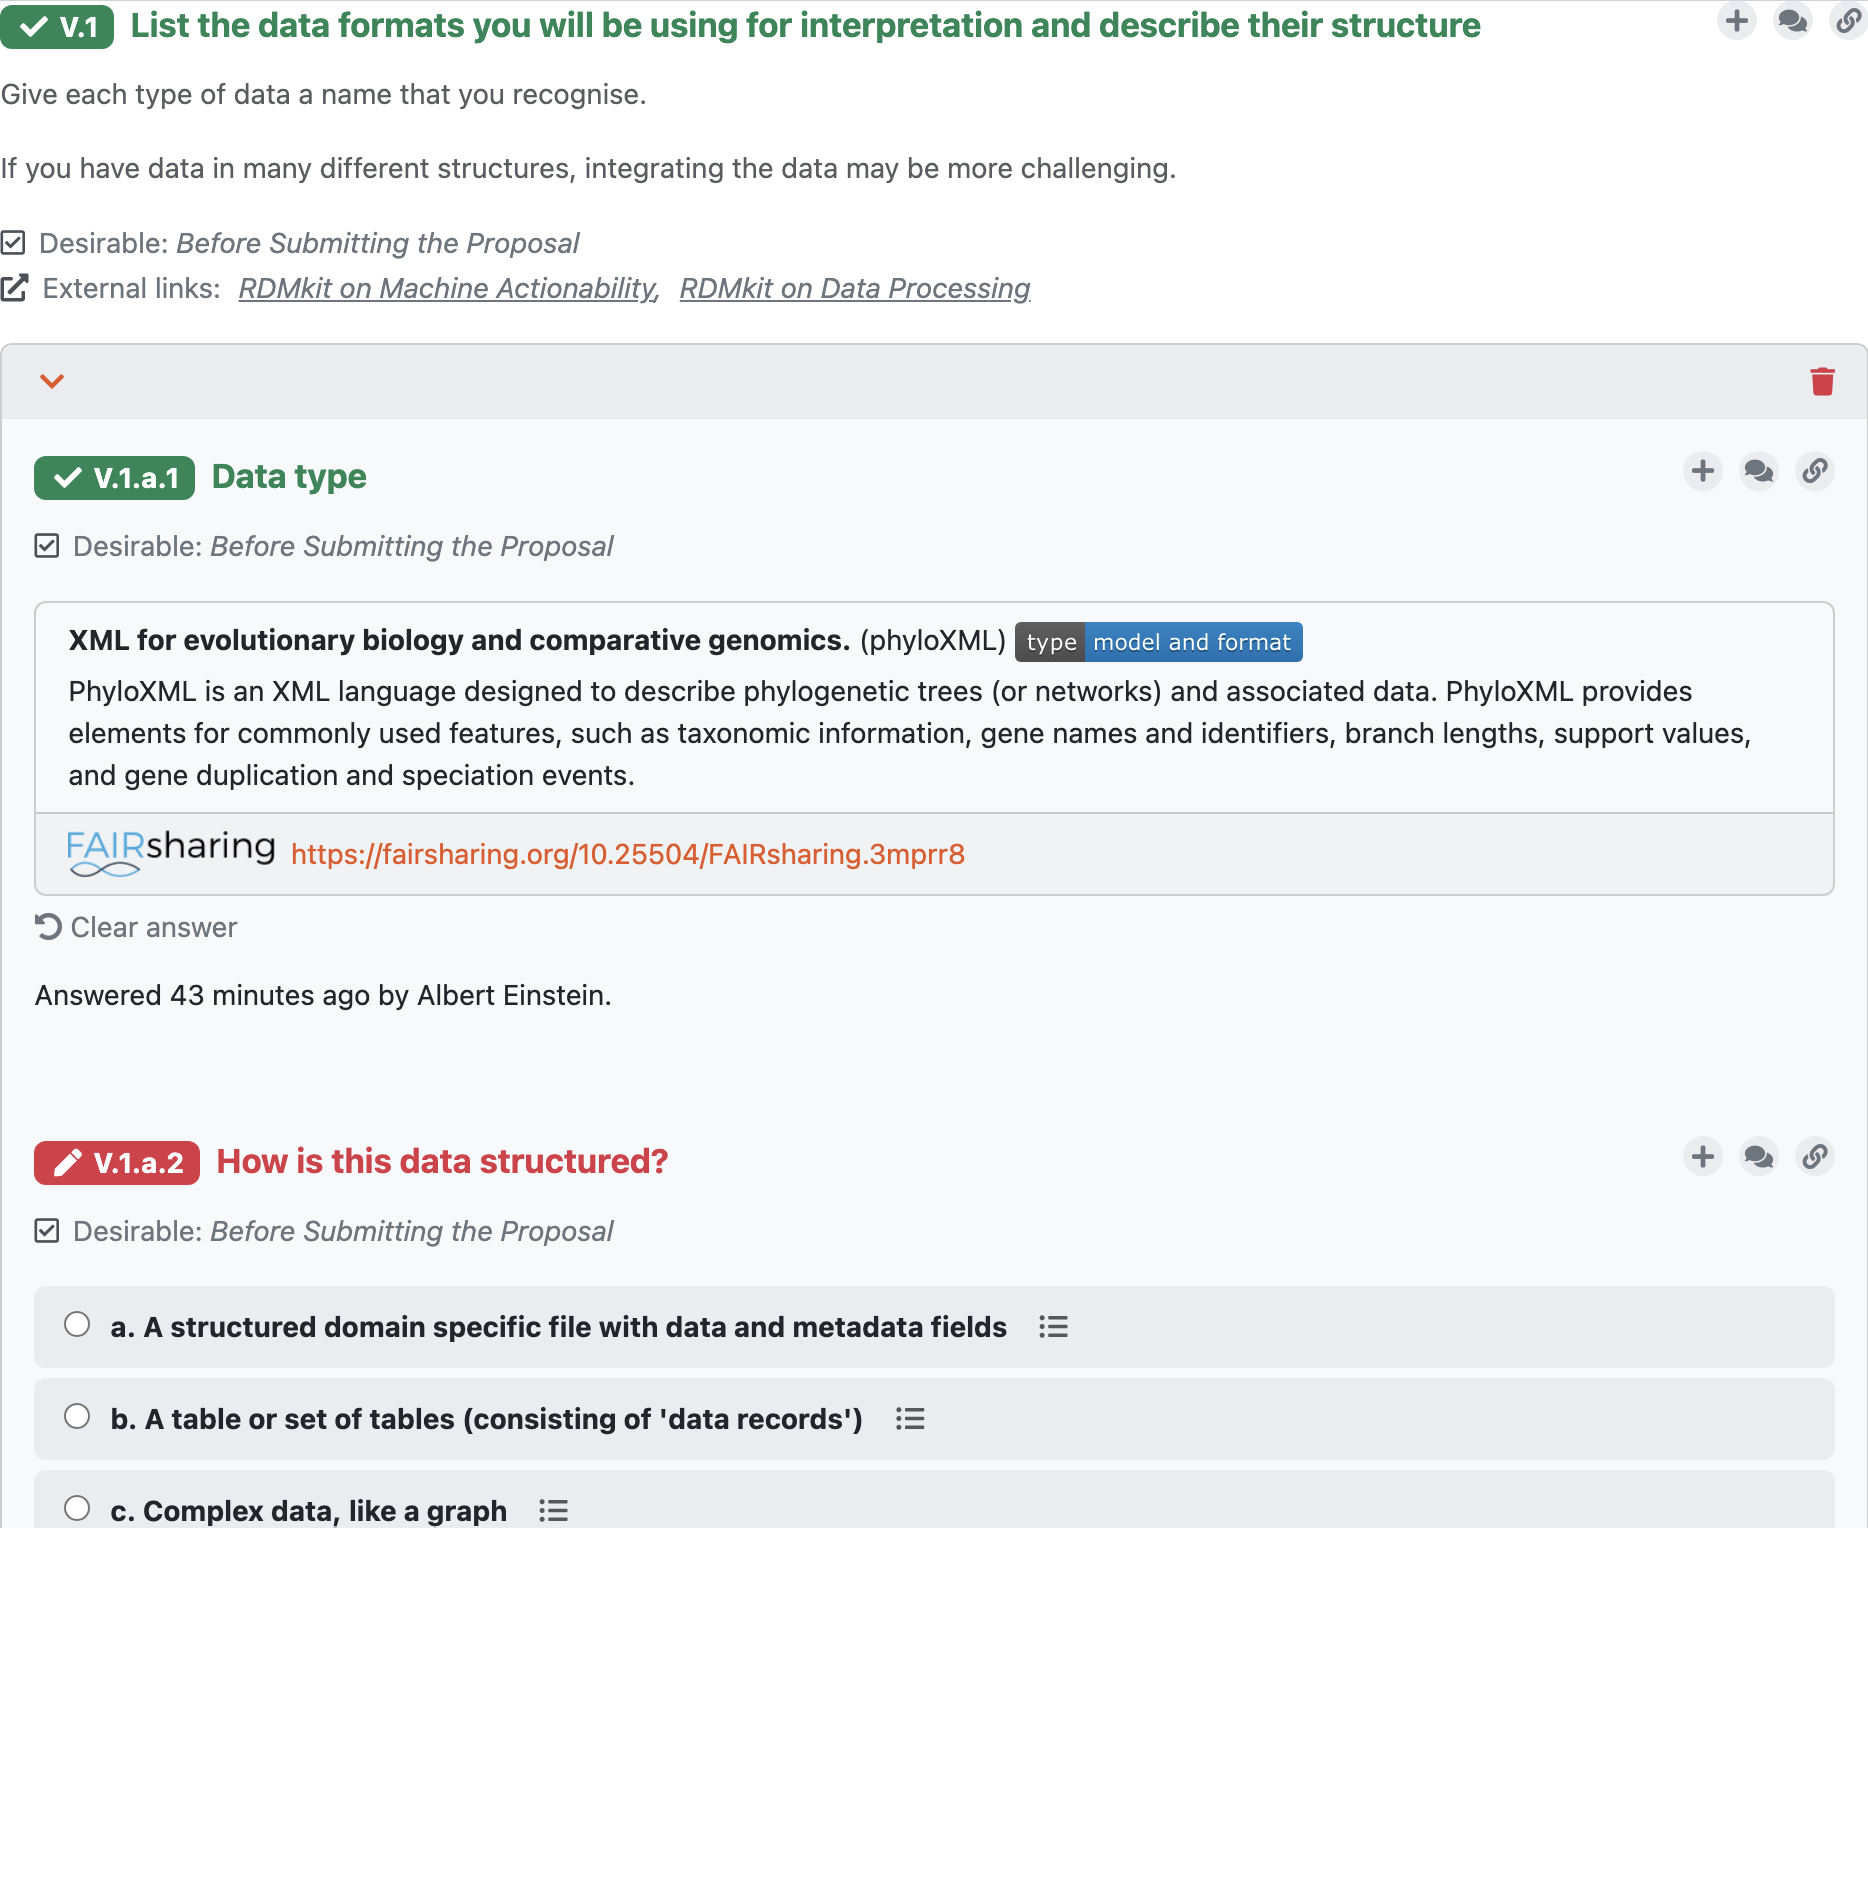 V.1 List the data formats you will be using for interpretation and describe their structure
Give each type of data a name that you recognise.
If you have data in many different structures, integrating the data may be more challenging.
Desirable: Before Submitting the Proposal
External links: RDMkit on Machine Actionability, RDMkit on Data Processing
V.1.a.1 Data type
Desirable: Before Submitting the Proposal
XML for evolutionary biology and comparative genomics. (phyloXML) type model and format
PhyloXML is an XML language designed to describe phylogenetic trees (or networks) and associated data. PhyloXML provides
elements for commonly used features, such as taxonomic information, gene names and identifiers, branch lengths, support values,
and gene duplication and speciation events.
FAIRsharing https://fairsharing.org/10.25504/FAIRsharing.3mprr8
Clear answer
Answered 43 minutes ago by Albert Einstein.
V.1.a.2 How is this data structured?
Desirable: Before Submitting the Proposal
a. A structured domain specific file with data and metadata fields
b. A table or set of tables (consisting of 'data records')
c. Complex data, like a graph